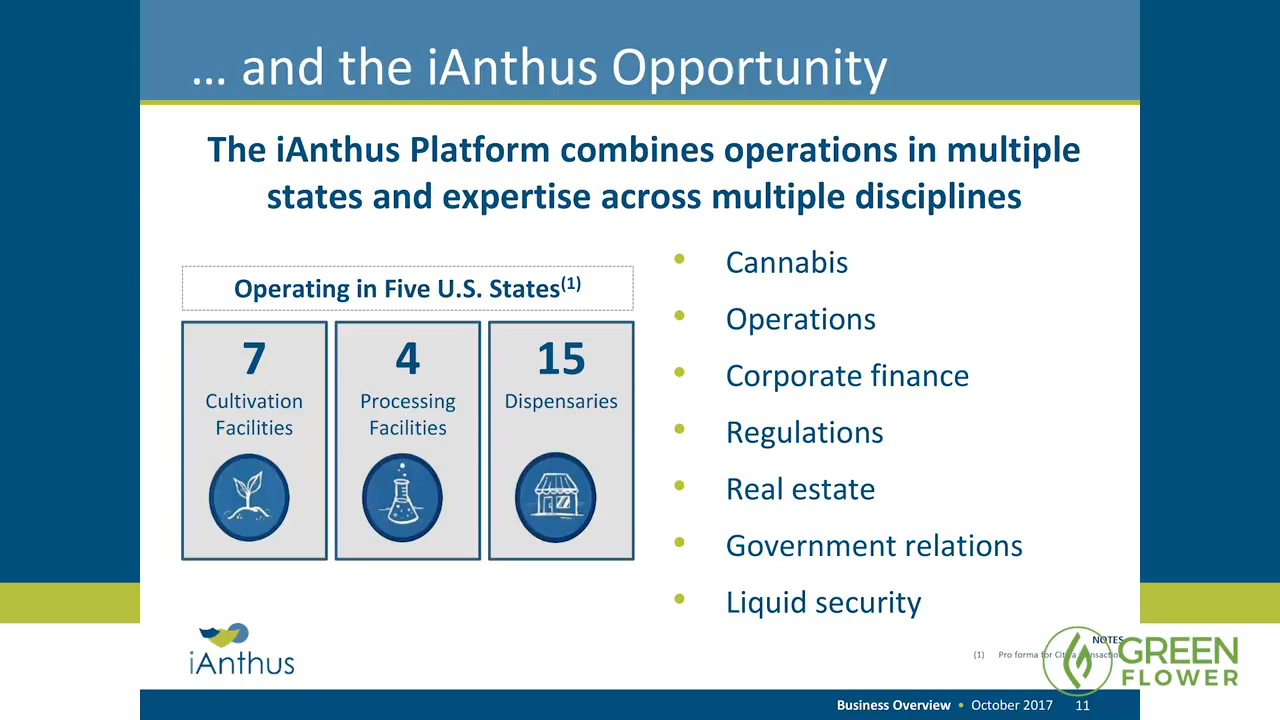 ... and the iAnthus Opportunity
The iAnthus Platform combines operations in multiple
states and expertise across multiple disciplines
Operating in Five U.S. States(1)
7
Cultivation
Facilities
4
Processing
Facilities
15
Dispensaries
• Cannabis
• Operations
• Corporate finance
• Regulations
• Real estate
• Government relations
• Liquid security
iAnthus
NOTES
(1) Pro forma for
GREEN
FLOWER
Business Overview • October 2017 11